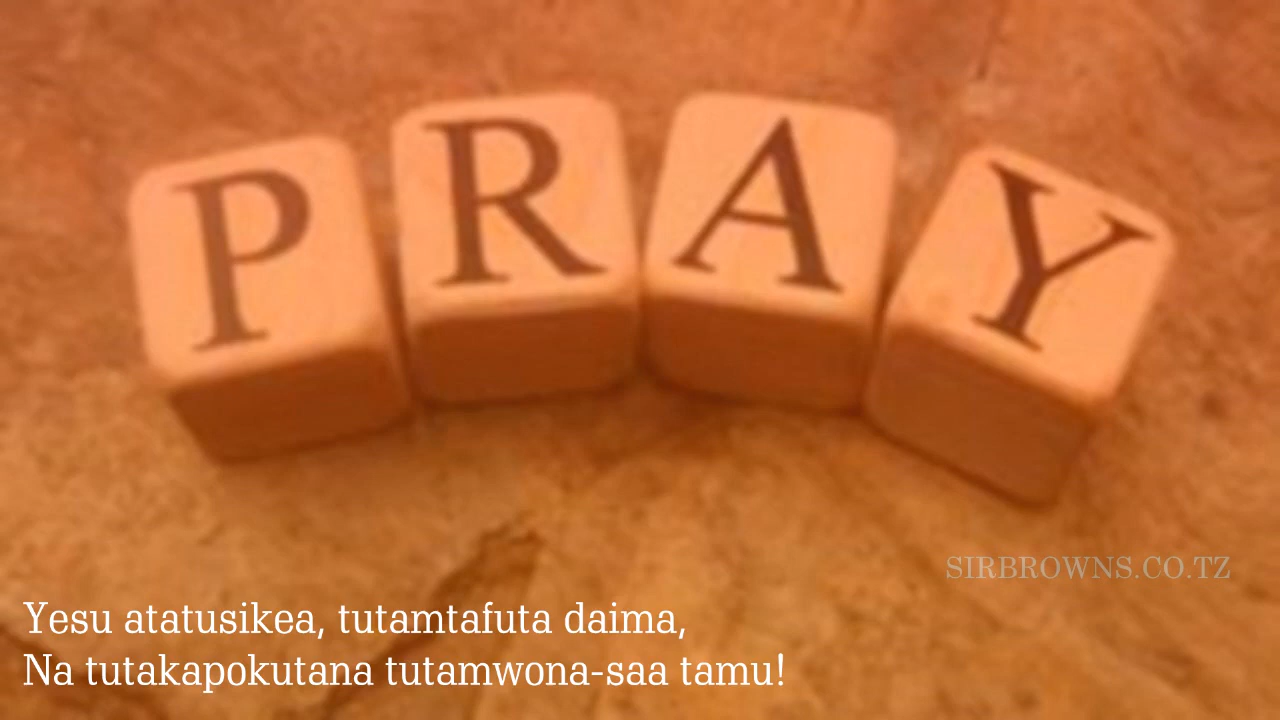 PRAY
SIRBROWNS.CO.TZ
Yesu atatusikea, tutamtafuta daima,
Na tutakapokutana tutamwona-saa tamu!